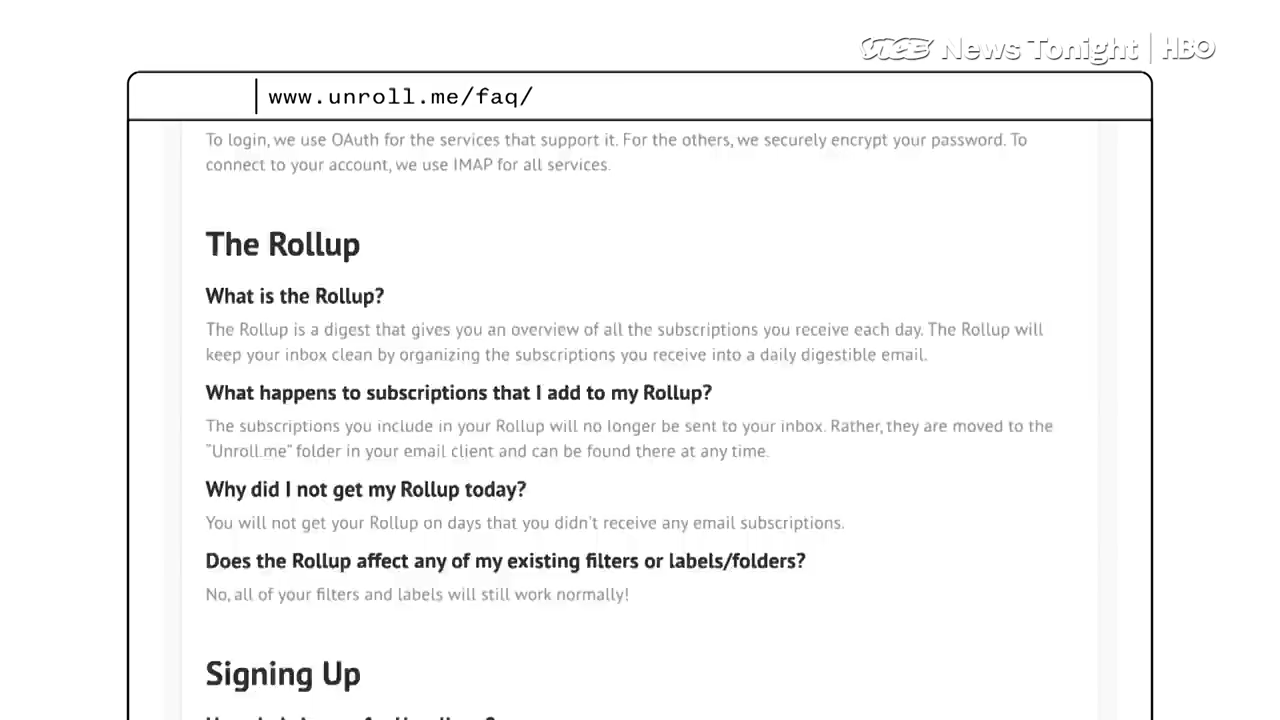 VICE News Tonight | HBO
www.unroll.me/faq/
To login, we use OAuth for the services that support it. For the others, we securely encrypt your password. To
connect to your account, we use IMAP for all services.
The Rollup
What is the Rollup?
The Rollup is a digest that gives you an overview of all the subscriptions you receive each day. The Rollup will
keep your inbox clean by organizing the subscriptions you receive into a daily digestible email.
What happens to subscriptions that I add to my Rollup?
The subscriptions you include in your Rollup will no longer be sent to your inbox. Rather, they are moved to the
"Unroll.me" folder in your email client and can be found there at any time.
Why did I not get my Rollup today?
You will not get your Rollup on days that you didn't receive any email subscriptions.
Does the Rollup affect any of my existing filters or labels/folders?
No, all of your filters and labels will still work normally!
Signing Up